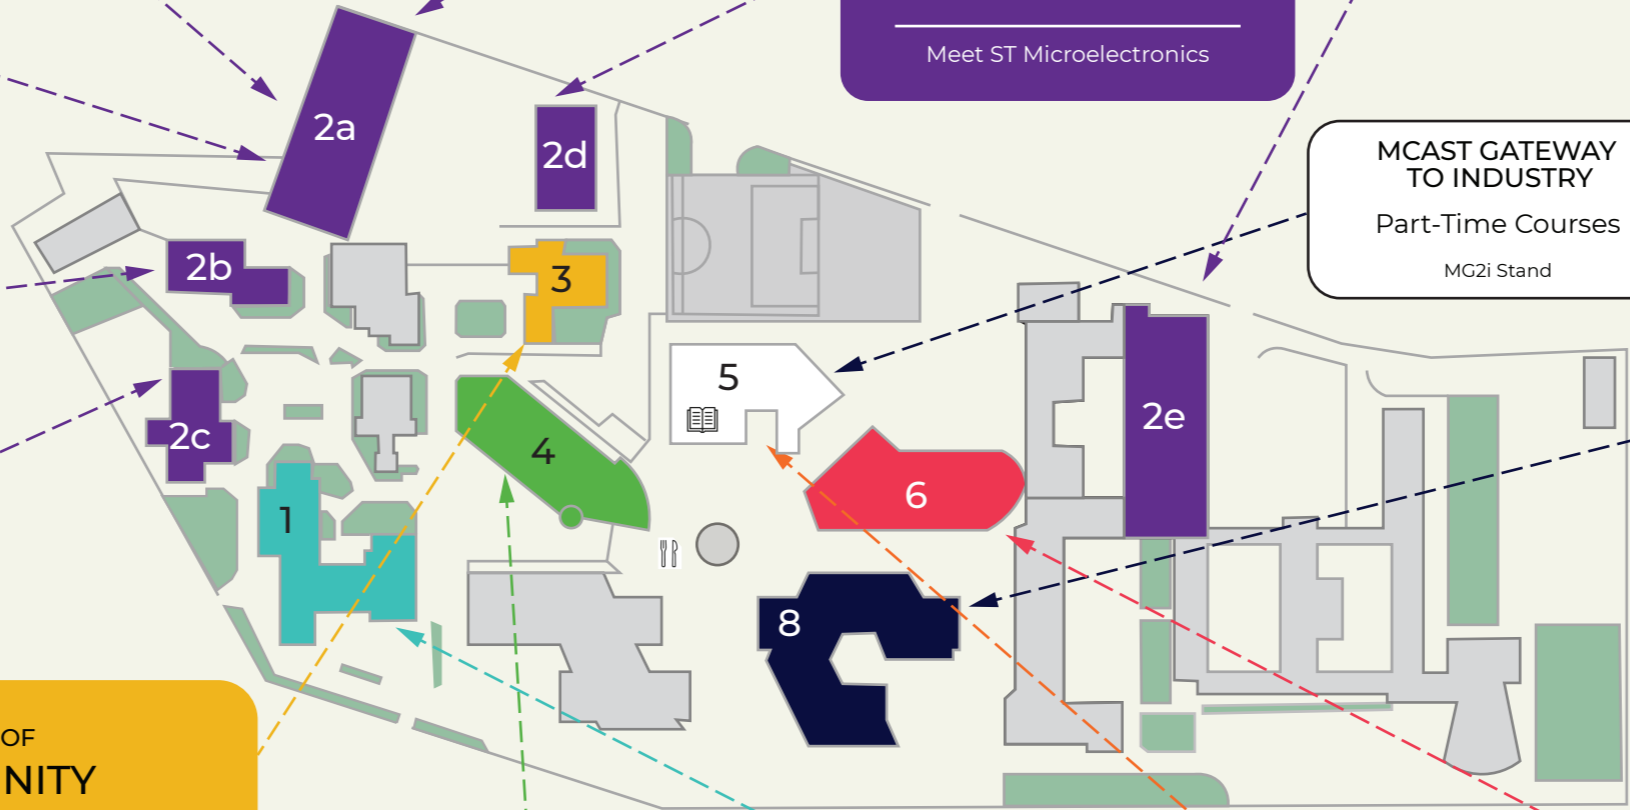 Meet ST Microelectronics
MCAST GATEWAY
TO INDUSTRY
Part-Time Courses
MG2i Stand
2a
2d
2b
3
5
2e
2c
4
6
1
8
OF
NITY